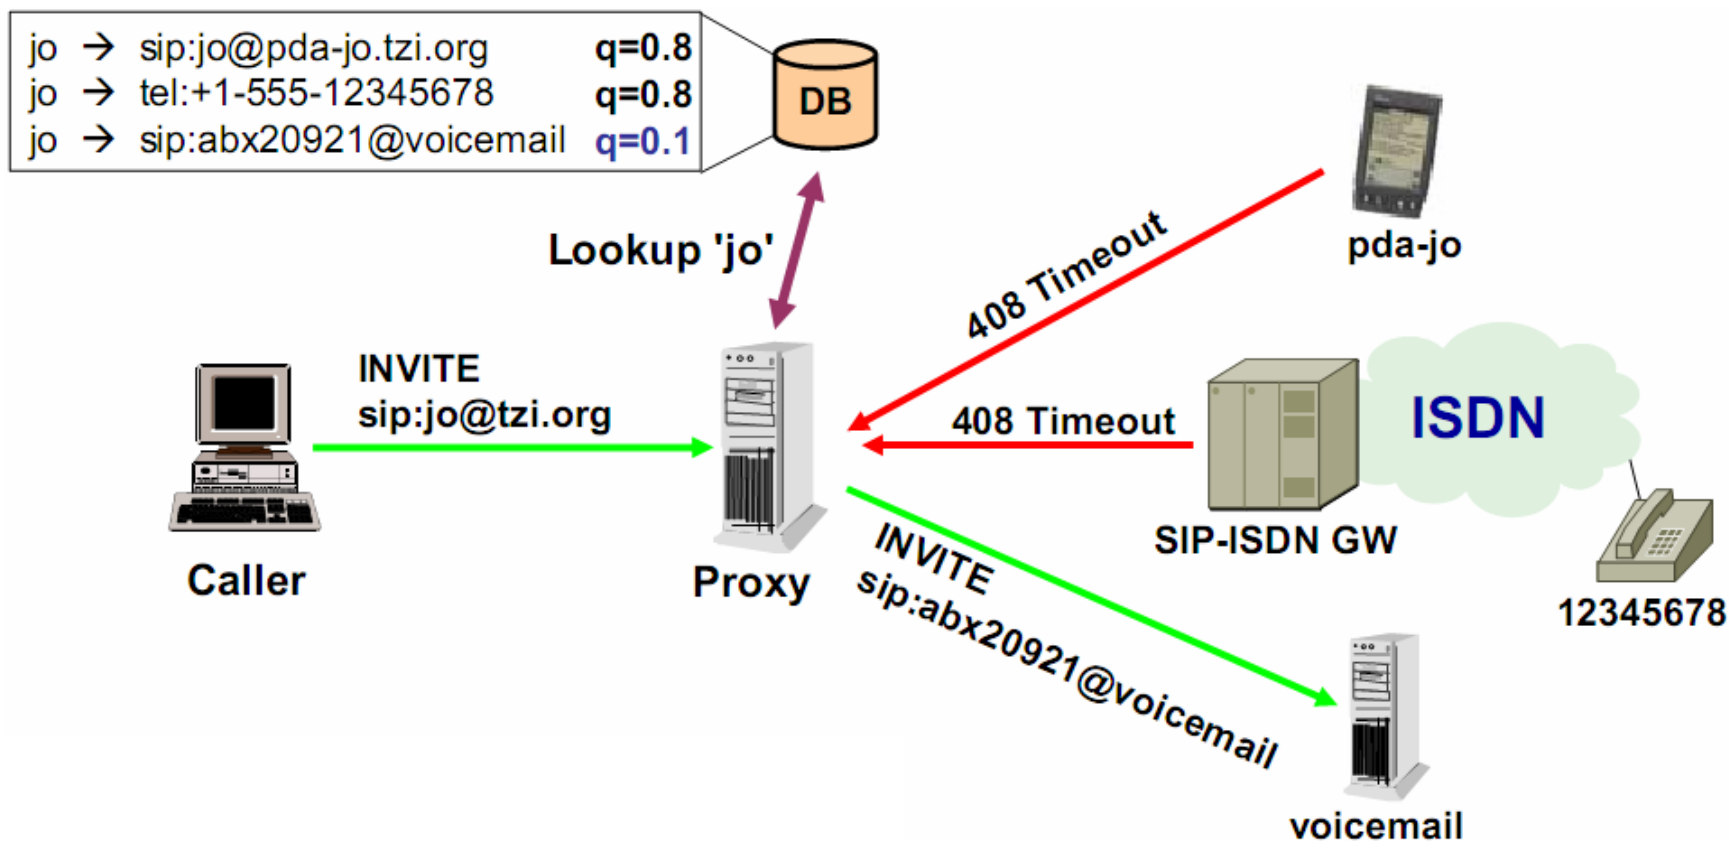 jo → sip:jo@pda-jo.tzi.org q=0.8
jo → tel:+1-555-12345678 q=0.8
jo → sip:abx20921@voicemail q=0.1
DB
Lookup 'jo'
408 Timeout
pda-jo
INVITE
sip:jo@tzi.org
408 Timeout
ISDN
SIP-ISDN GW
Caller
Proxy
INVITE
sip:abx20921@voicemail
12345678
voicemail